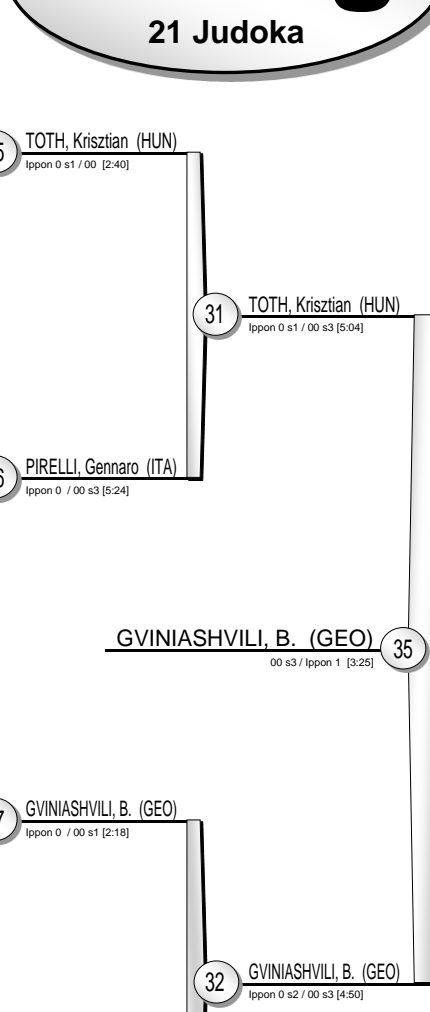 21 Judoka
5 TOTH, Krisztian (HUN)
Ippon 0 s1 / 00 [2:40]
31 TOTH, Krisztian (HUN)
Ippon 0 s1 / 00 s3 [5:04]
6 PIRELLI, Gennaro (ITA)
Ippon 0 / 00 s3 [5:24]
GVINIASHVILI, B. (GEO) 35
00 s3 / Ippon 1 [3:25]
7 GVINIASHVILI, B. (GEO)
Ippon 0 / 00 s1 [2:18]
32 GVINIASHVILI, B. (GEO)
Ippon 0 s2 / 00 s3 [4:50]